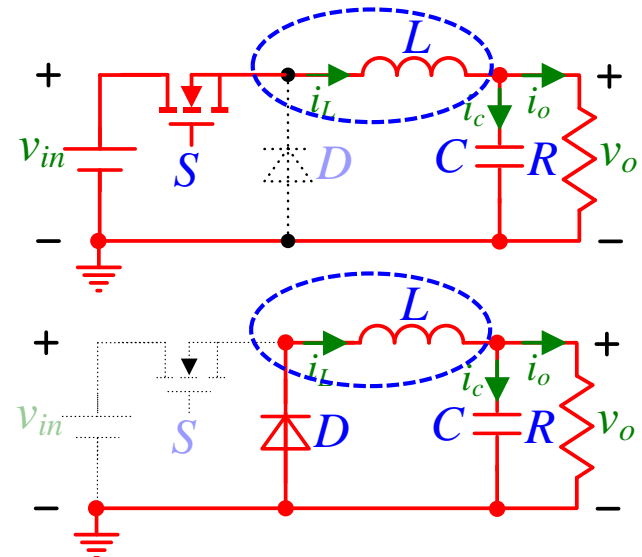 L
+ i_L i_c i_o +
v_in S D C R v_o
− −
L
+ i_L i_c i_o +
v_in S D C R v_o
− −